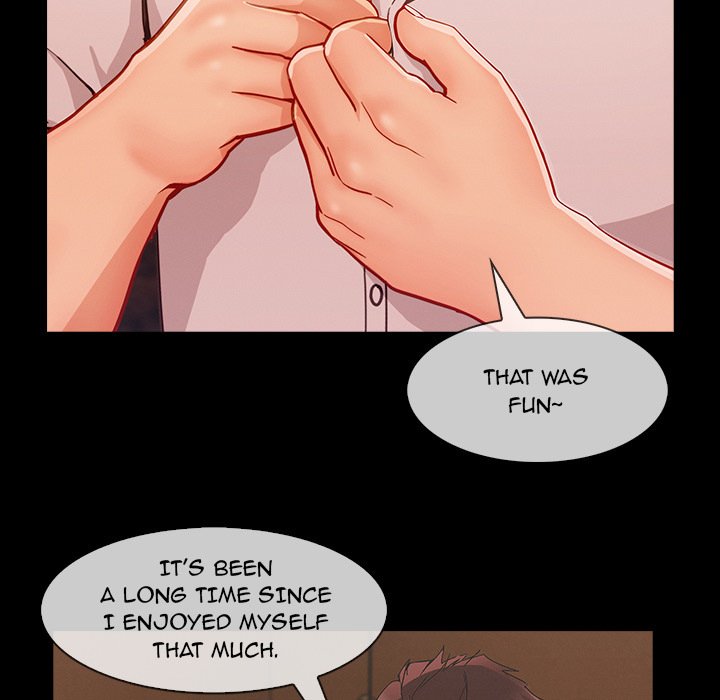 THAT WAS
FUN~
IT'S BEEN
A LONG TIME SINCE
I ENJOYED MYSELF
THAT MUCH.